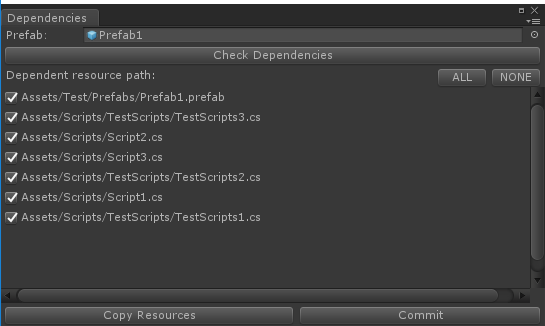 Dependencies
Prefab: Prefab1
Check Dependencies
Dependent resource path: ALL NONE
Assets/Test/Prefabs/Prefab1.prefab
Assets/Scripts/TestScripts/TestScripts3.cs
Assets/Scripts/Script2.cs
Assets/Scripts/Script3.cs
Assets/Scripts/TestScripts/TestScripts2.cs
Assets/Scripts/Script1.cs
Assets/Scripts/TestScripts/TestScripts1.cs
Copy Resources Commit